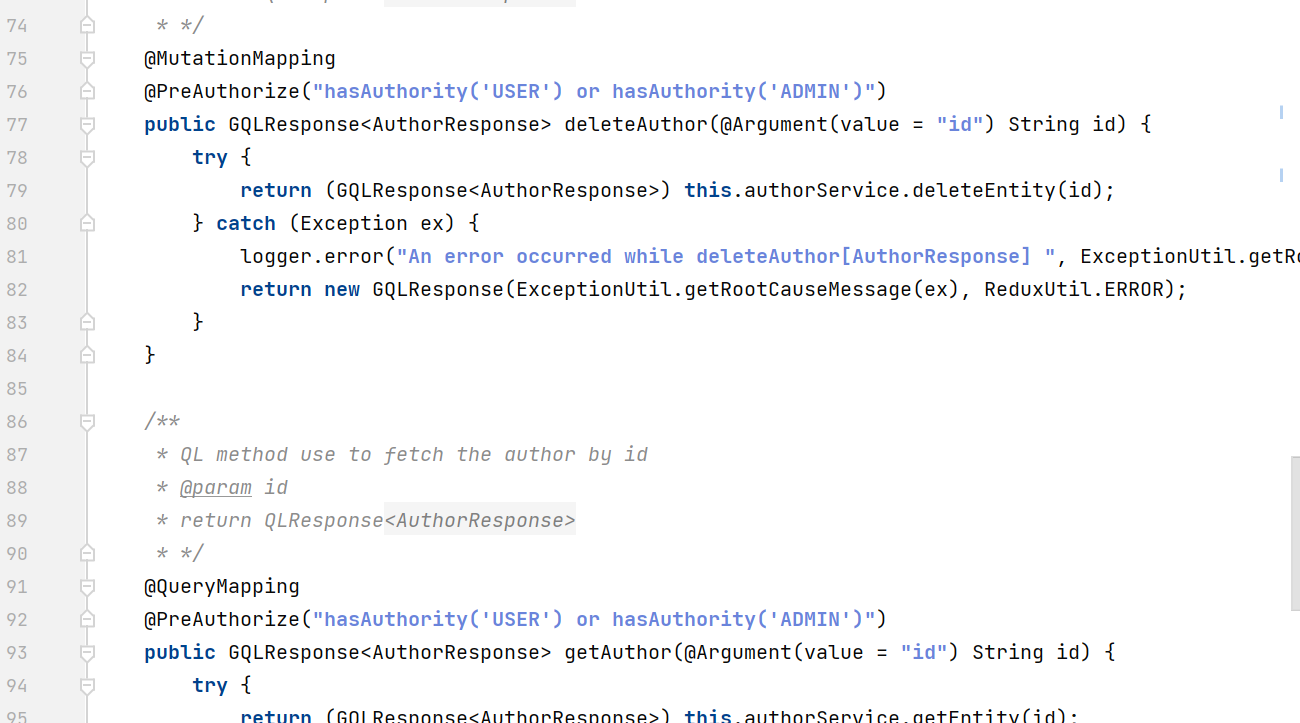 74 * */
75 @MutationMapping
76 @PreAuthorize("hasAuthority('USER') or hasAuthority('ADMIN')")
77 public GQLResponse<AuthorResponse> deleteAuthor(@Argument(value = "id") String id) {
78 try {
79 return (GQLResponse<AuthorResponse>) this.authorService.deleteEntity(id);
80 } catch (Exception ex) {
81 logger.error("An error occurred while deleteAuthor[AuthorResponse] ", ExceptionUtil.getRo
82 return new GQLResponse(ExceptionUtil.getRootCauseMessage(ex), ReduxUtil.ERROR);
83 }
84 }
85
86 /**
87 * QL method use to fetch the author by id
88 * @param id
89 * return QLResponse<AuthorResponse>
90 * */
91 @QueryMapping
92 @PreAuthorize("hasAuthority('USER') or hasAuthority('ADMIN')")
93 public GQLResponse<AuthorResponse> getAuthor(@Argument(value = "id") String id) {
94 try {
95 return (GQLResponse<AuthorResponse>) this.authorService.getEntity(id);